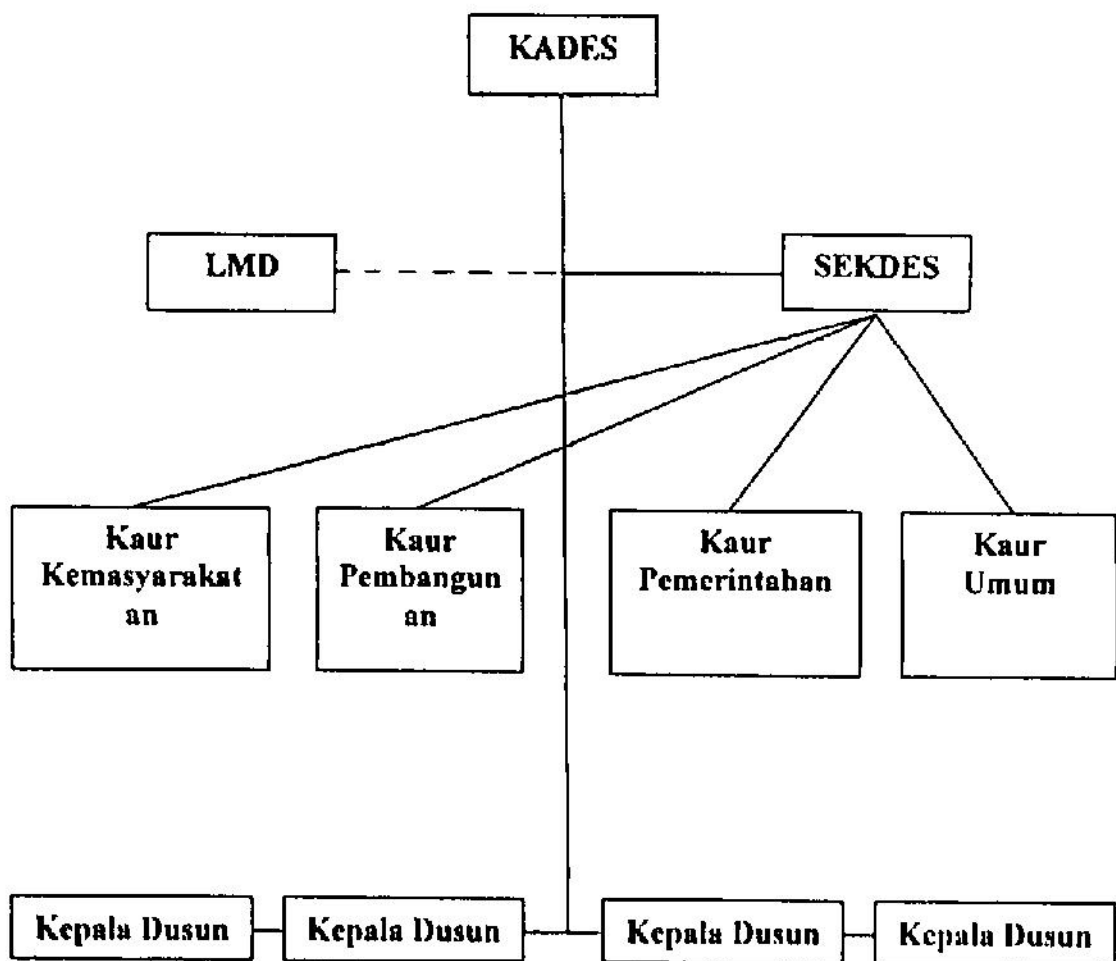 KADES
LMD
SEKDES
Kaur
Kemasyarakat
an
Kaur
Pembangun
an
Kaur
Pemerintahan
Kaur
Umum
Kepala Dusun
Kepala Dusun
Kepala Dusun
Kepala Dusun